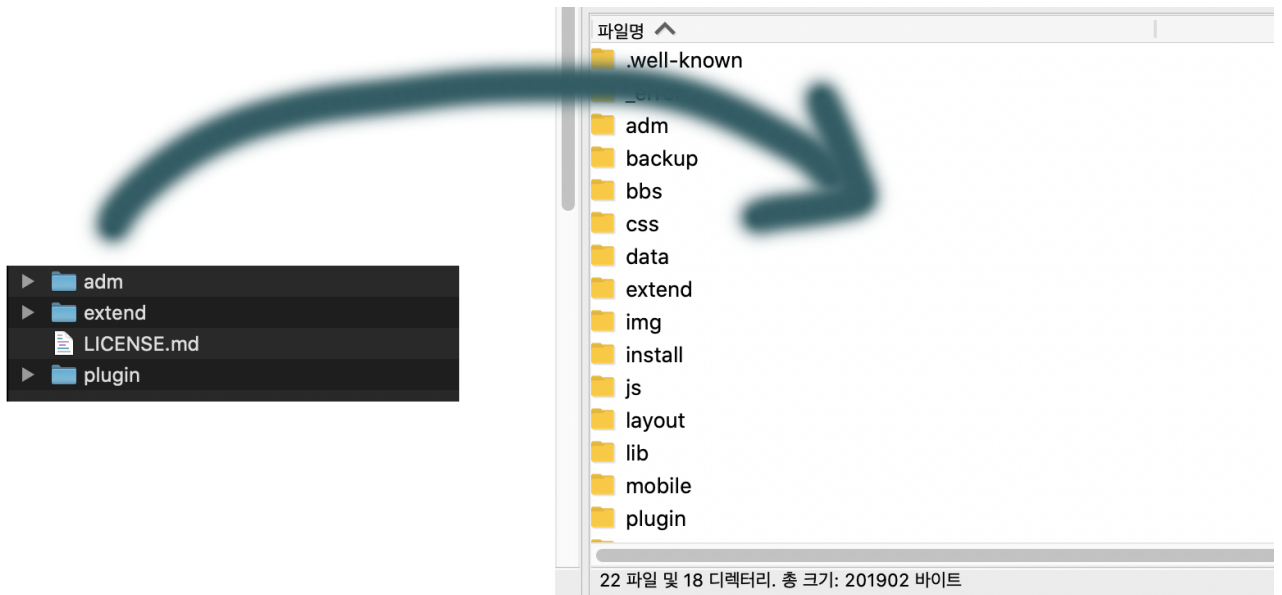 adm
extend
LICENSE.md
plugin
파일명
.well-known
adm
backup
bbs
css
data
extend
img
install
js
layout
lib
mobile
plugin
22 파일 및 18 디렉터리. 총 크기: 201902 바이트